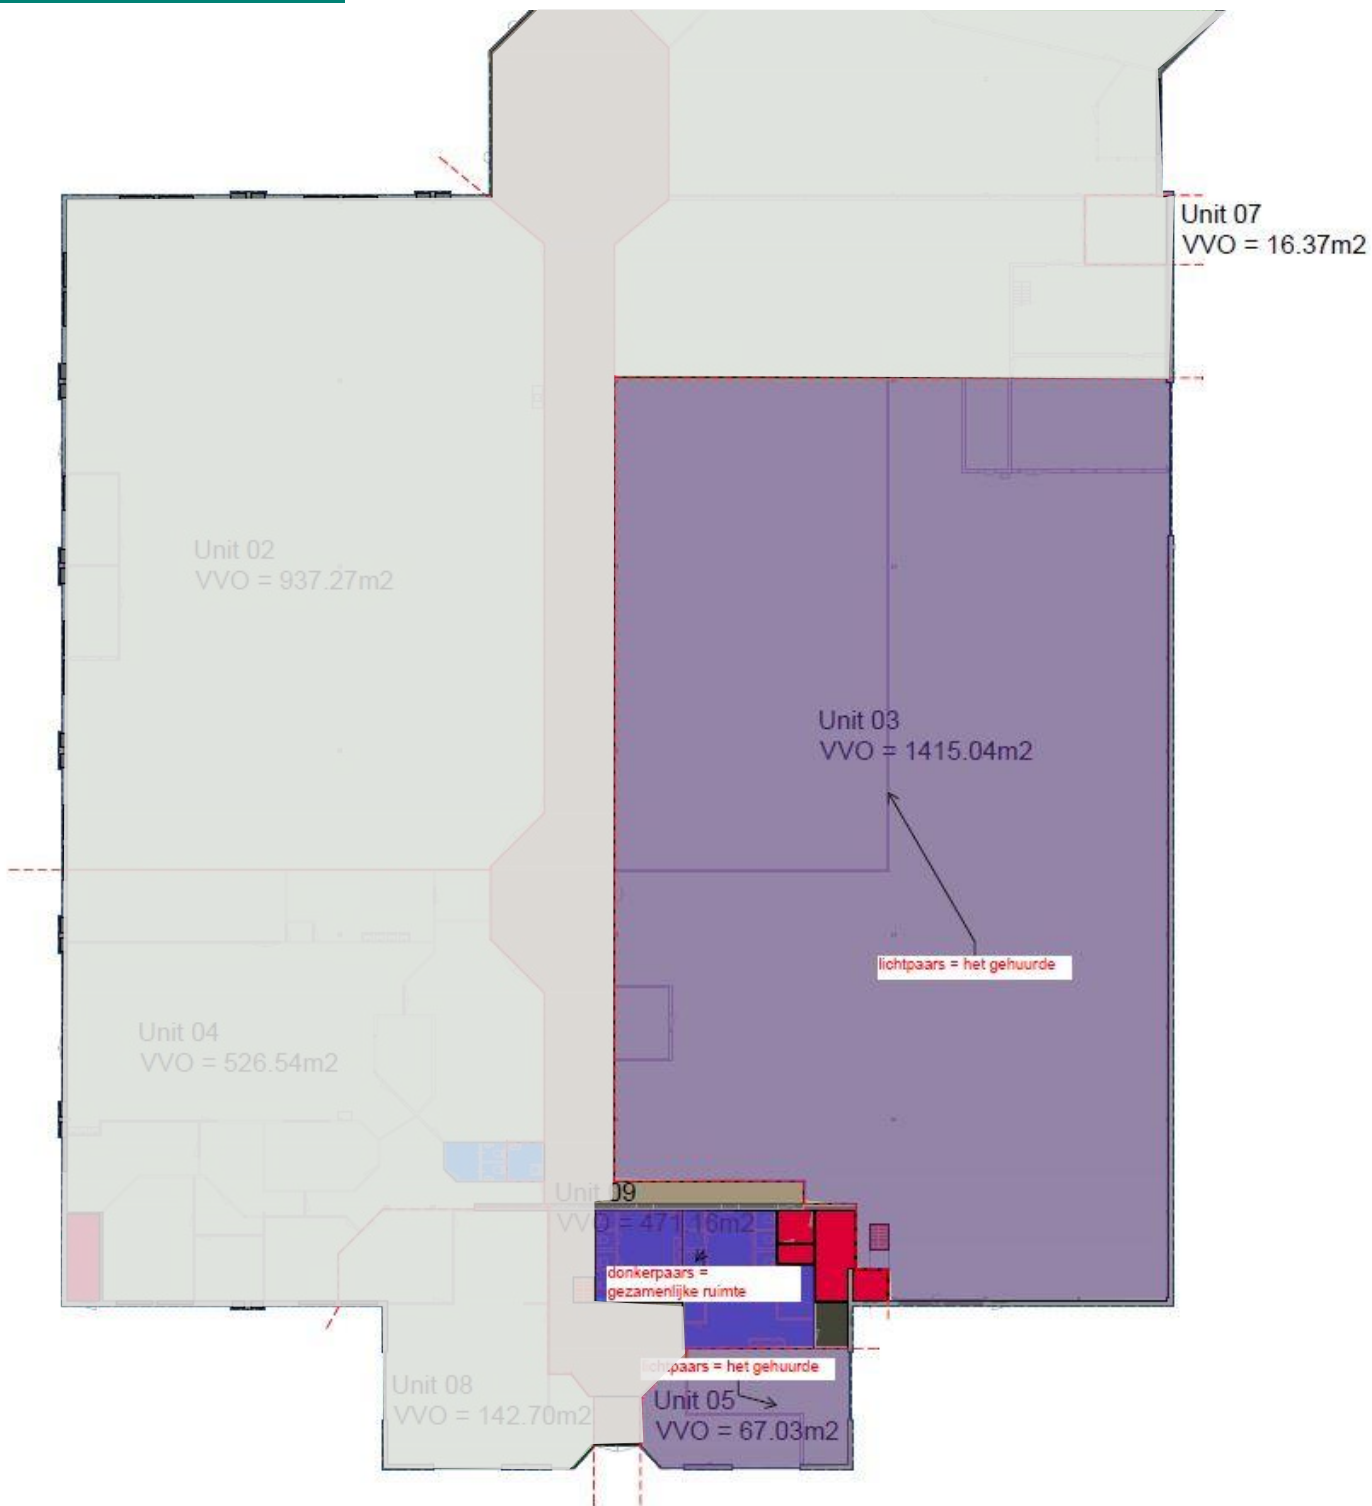 Unit 07
VVO = 16.37m2
Unit 02
VVO = 937.27m2
Unit 03
VVO = 1415.04m2
lichtpaars = het gehuurde
Unit 04
VVO = 526.54m2
Unit 09
VVO = 471.16m2
donkerpaars =
gezamenlijke ruimte
lichtpaars = het gehuurde
Unit 08
VVO = 142.70m2
Unit 05
VVO = 67.03m2